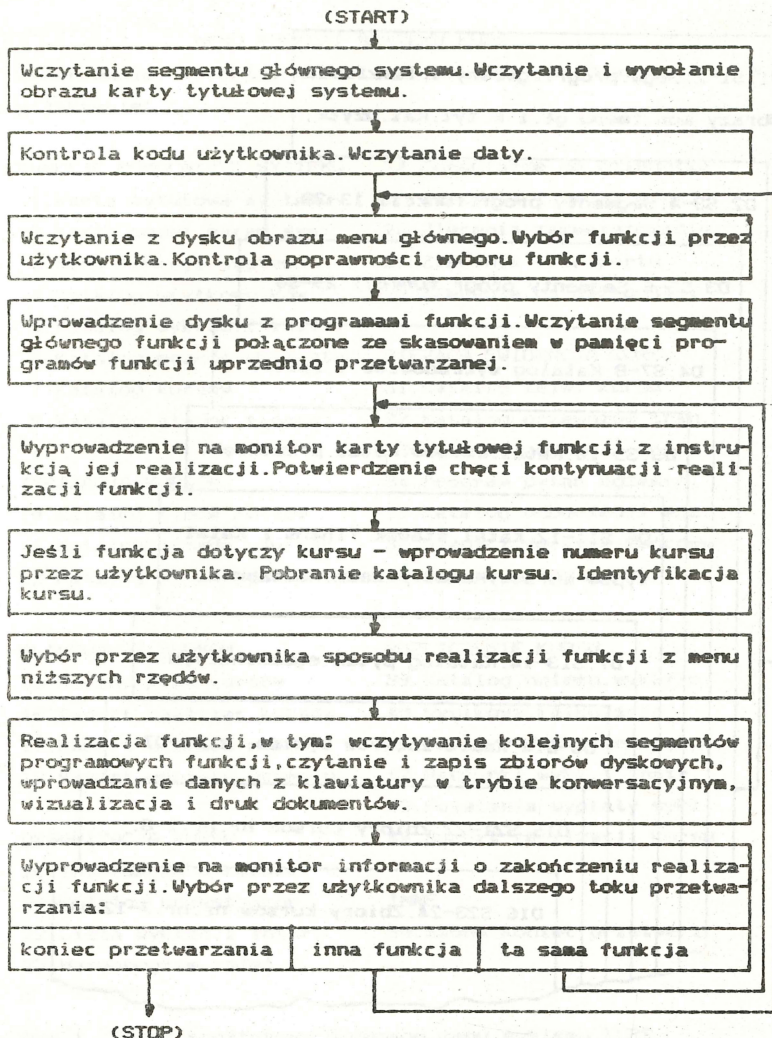 (START)
Wczytanie segmentu głównego systemu.Wczytanie i wywołanie
obrazu karty tytułowej systemu.
Kontrola kodu użytkownika.Wczytanie daty.
Wczytanie z dysku obrazu menu głównego.Wybór funkcji przez
użytkownika.Kontrola poprawności wyboru funkcji.
Wprowadzenie dysku z programami funkcji.Wczytanie segmentu
głównego funkcji połączone ze skasowaniem w pamięci pro-
gramów funkcji uprzednio przetwarzanej.
Wyprowadzenie na monitor karty tytułowej funkcji z instru-
kcją jej realizacji.Potwierdzenie chęci kontynuacji reali-
zacji funkcji.
Jeśli funkcja dotyczy kursu - wprowadzenie numeru kursu
przez użytkownika. Pobranie katalogu kursu. Identyfikacja
kursu.
Wybór przez użytkownika sposobu realizacji funkcji z menu
niższych rzędów.
Realizacja funkcji,w tym: wczytywanie kolejnych segmentów
programowych funkcji,czytanie i zapis zbiorów dyskowych,
wprowadzanie danych z klawiatury w trybie konwersacyjnym,
wizualizacja i druk dokumentów.
Wyprowadzenie na monitor informacji o zakończeniu realiza-
cji funkcji.Wybór przez użytkownika dalszego toku przetwa-
rzania:
koniec przetwarzania inna funkcja ta sama funkcja
(STOP)